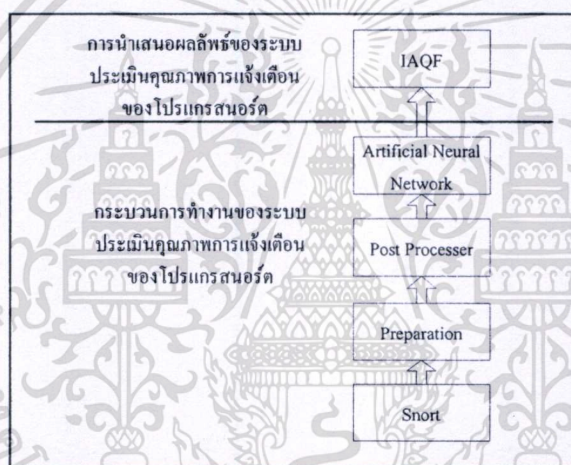 การนำเสนอผลลัพธ์ของระบบ
ประเมินคุณภาพการแจ้งเตือน
ของโปรแกรสนอร์ต
IAQF
Artificial Neural
Network
กระบวนการทำงานของระบบ
ประเมินคุณภาพการแจ้งเตือน
ของโปรแกรสนอร์ต
Post Processer
Preparation
Snort